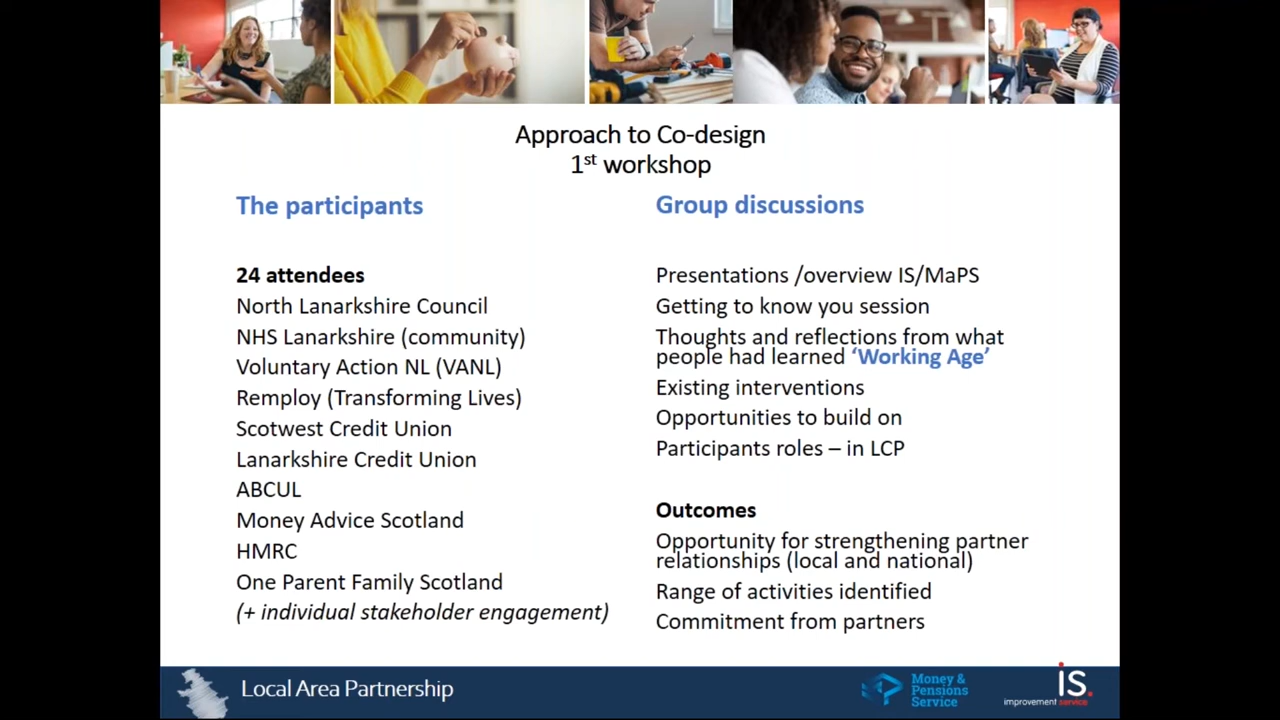 Approach to Co-design
1st workshop
The participants
24 attendees
North Lanarkshire Council
NHS Lanarkshire (community)
Voluntary Action NL (VANL)
Remploy (Transforming Lives)
Scotwest Credit Union
Lanarkshire Credit Union
ABCUL
Money Advice Scotland
HMRC
One Parent Family Scotland
(+ individual stakeholder engagement)
Group discussions
Presentations /overview IS/MaPS
Getting to know you session
Thoughts and reflections from what
people had learned ‘Working Age’
Existing interventions
Opportunities to build on
Participants roles – in LCP
Outcomes
Opportunity for strengthening partner
relationships (local and national)
Range of activities identified
Commitment from partners
Local Area Partnership
Money &
Pensions
Service
is.
improvement service